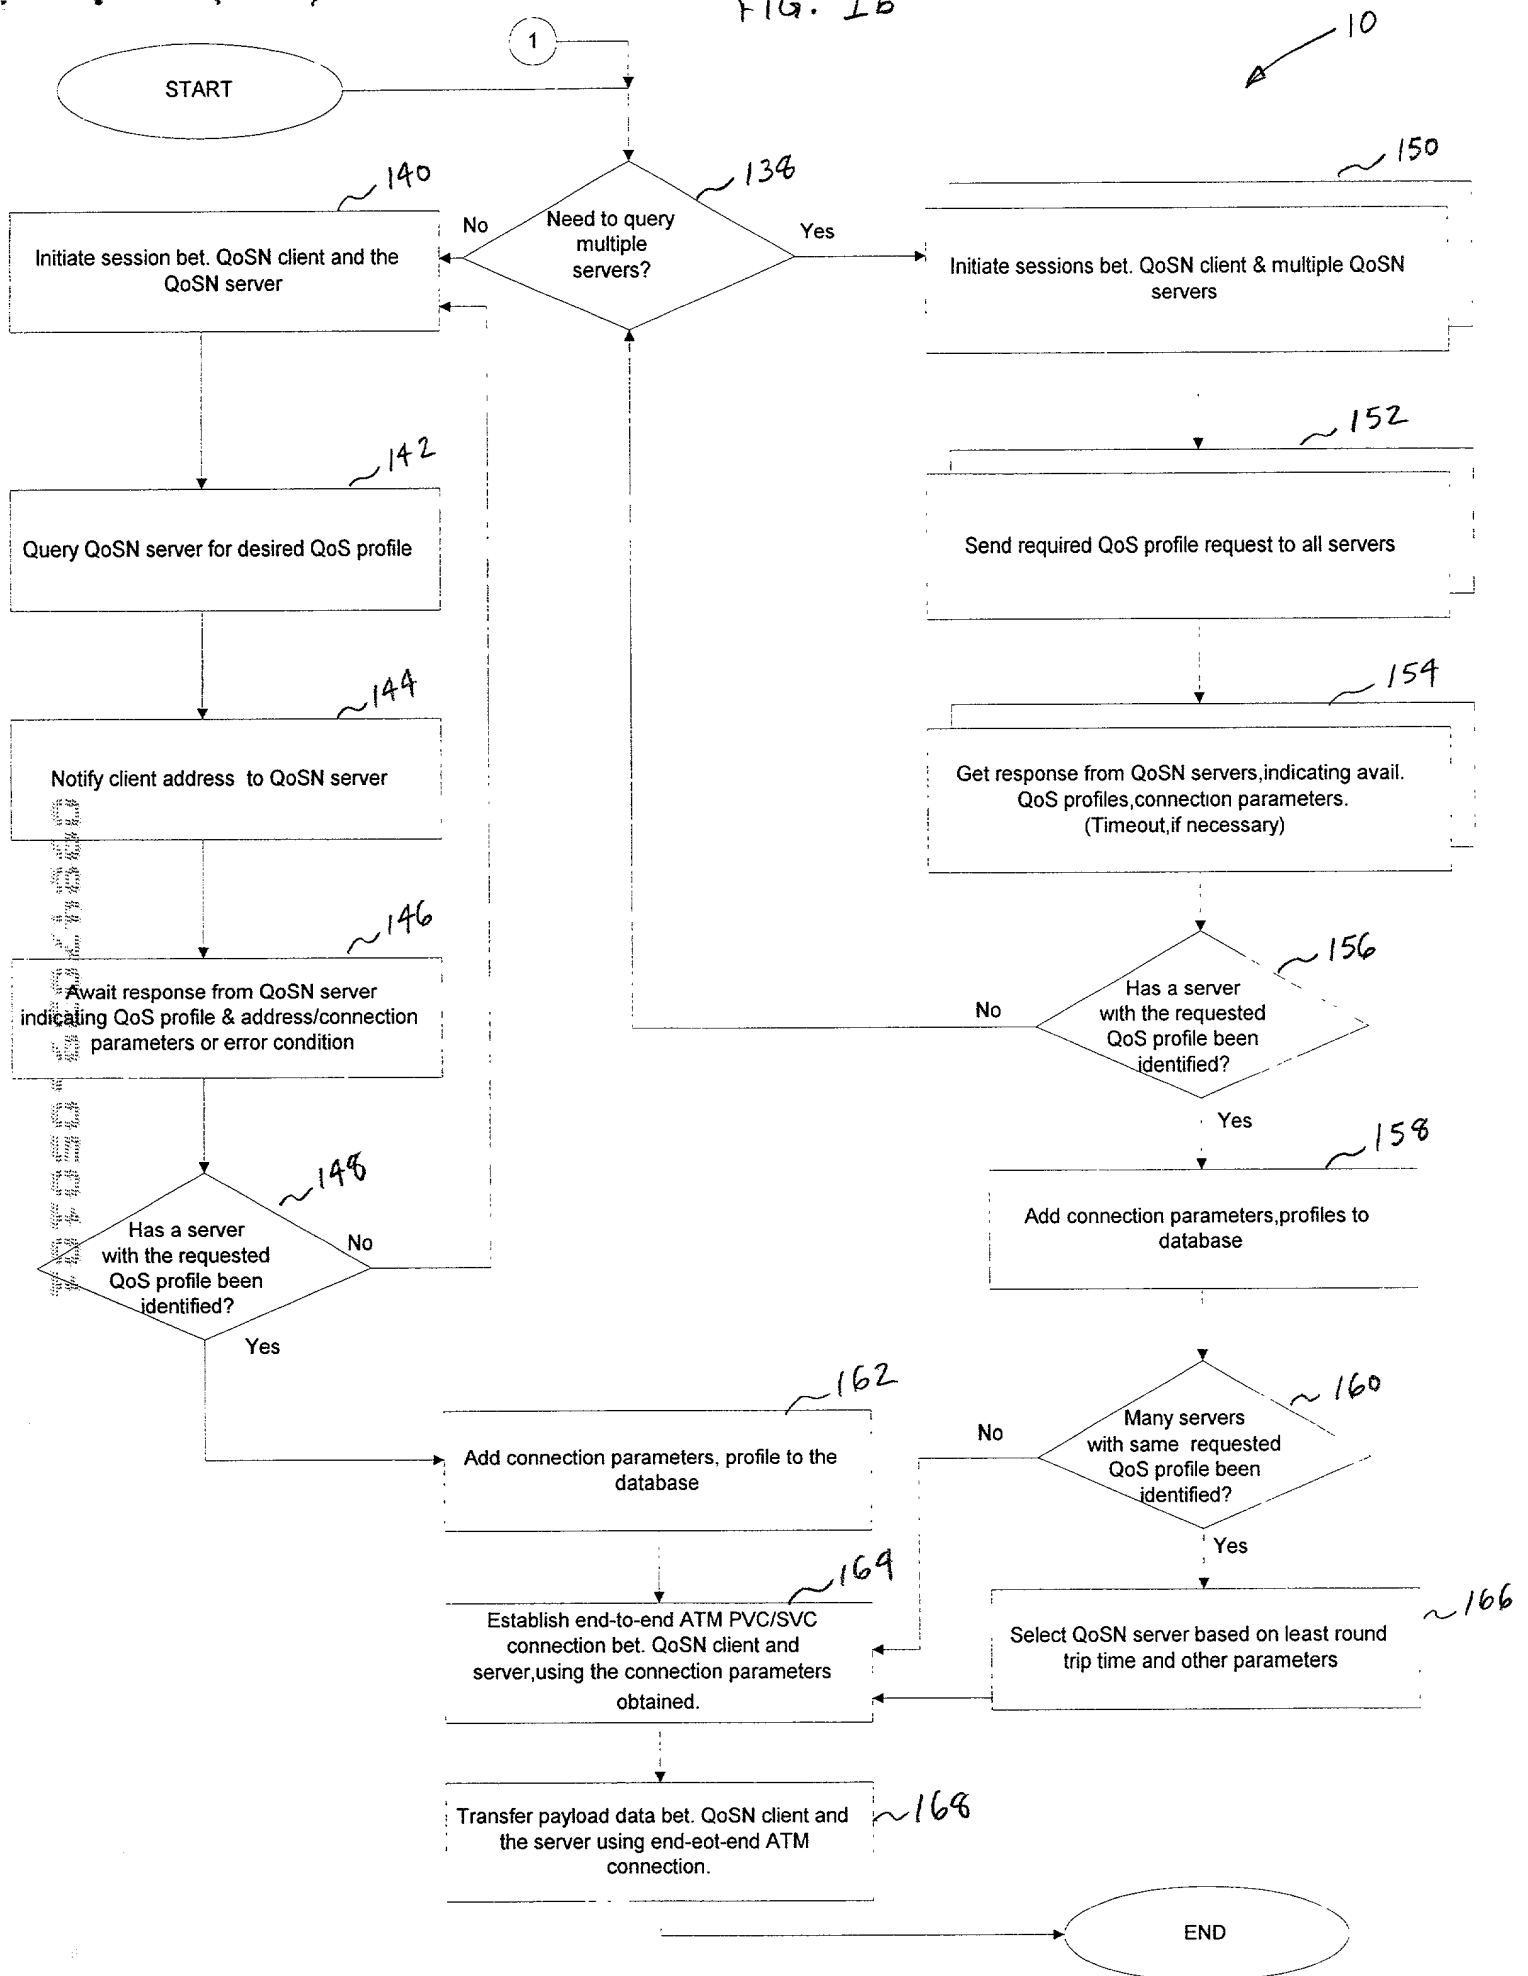 FIG. 1b
10
1
START
138
Need to query
multiple
servers?
No
Yes
140
Initiate session bet. QoSN client and the
QoSN server
142
Query QoSN server for desired QoS profile
144
Notify client address to QoSN server
146
Await response from QoSN server
indicating QoS profile & address/connection
parameters or error condition
148
Has a server
with the requested
QoS profile been
identified?
No
Yes
150
Initiate sessions bet. QoSN client & multiple QoSN
servers
152
Send required QoS profile request to all servers
154
Get response from QoSN servers,indicating avail.
QoS profiles,connection parameters.
(Timeout,if necessary)
156
Has a server
with the requested
QoS profile been
identified?
No
Yes
158
Add connection parameters,profiles to
database
160
Many servers
with same requested
QoS profile been
identified?
No
Yes
162
Add connection parameters, profile to the
database
164
Establish end-to-end ATM PVC/SVC
connection bet. QoSN client and
server,using the connection parameters
obtained.
166
Select QoSN server based on least round
trip time and other parameters
168
Transfer payload data bet. QoSN client and
the server using end-eot-end ATM
connection.
END